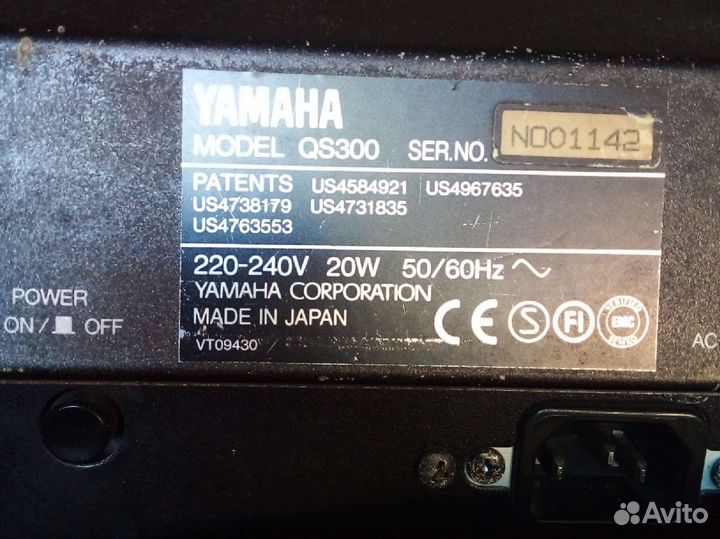 YAMAHA
MODEL QS300 SER.NO. N001142
PATENTS US4584921 US4967635
US4738179 US4731835
US4763553
220-240V 20W 50/60Hz
YAMAHA CORPORATION
MADE IN JAPAN
VT09430
CE S FI EMC
POWER
ON / OFF
AC
Avito